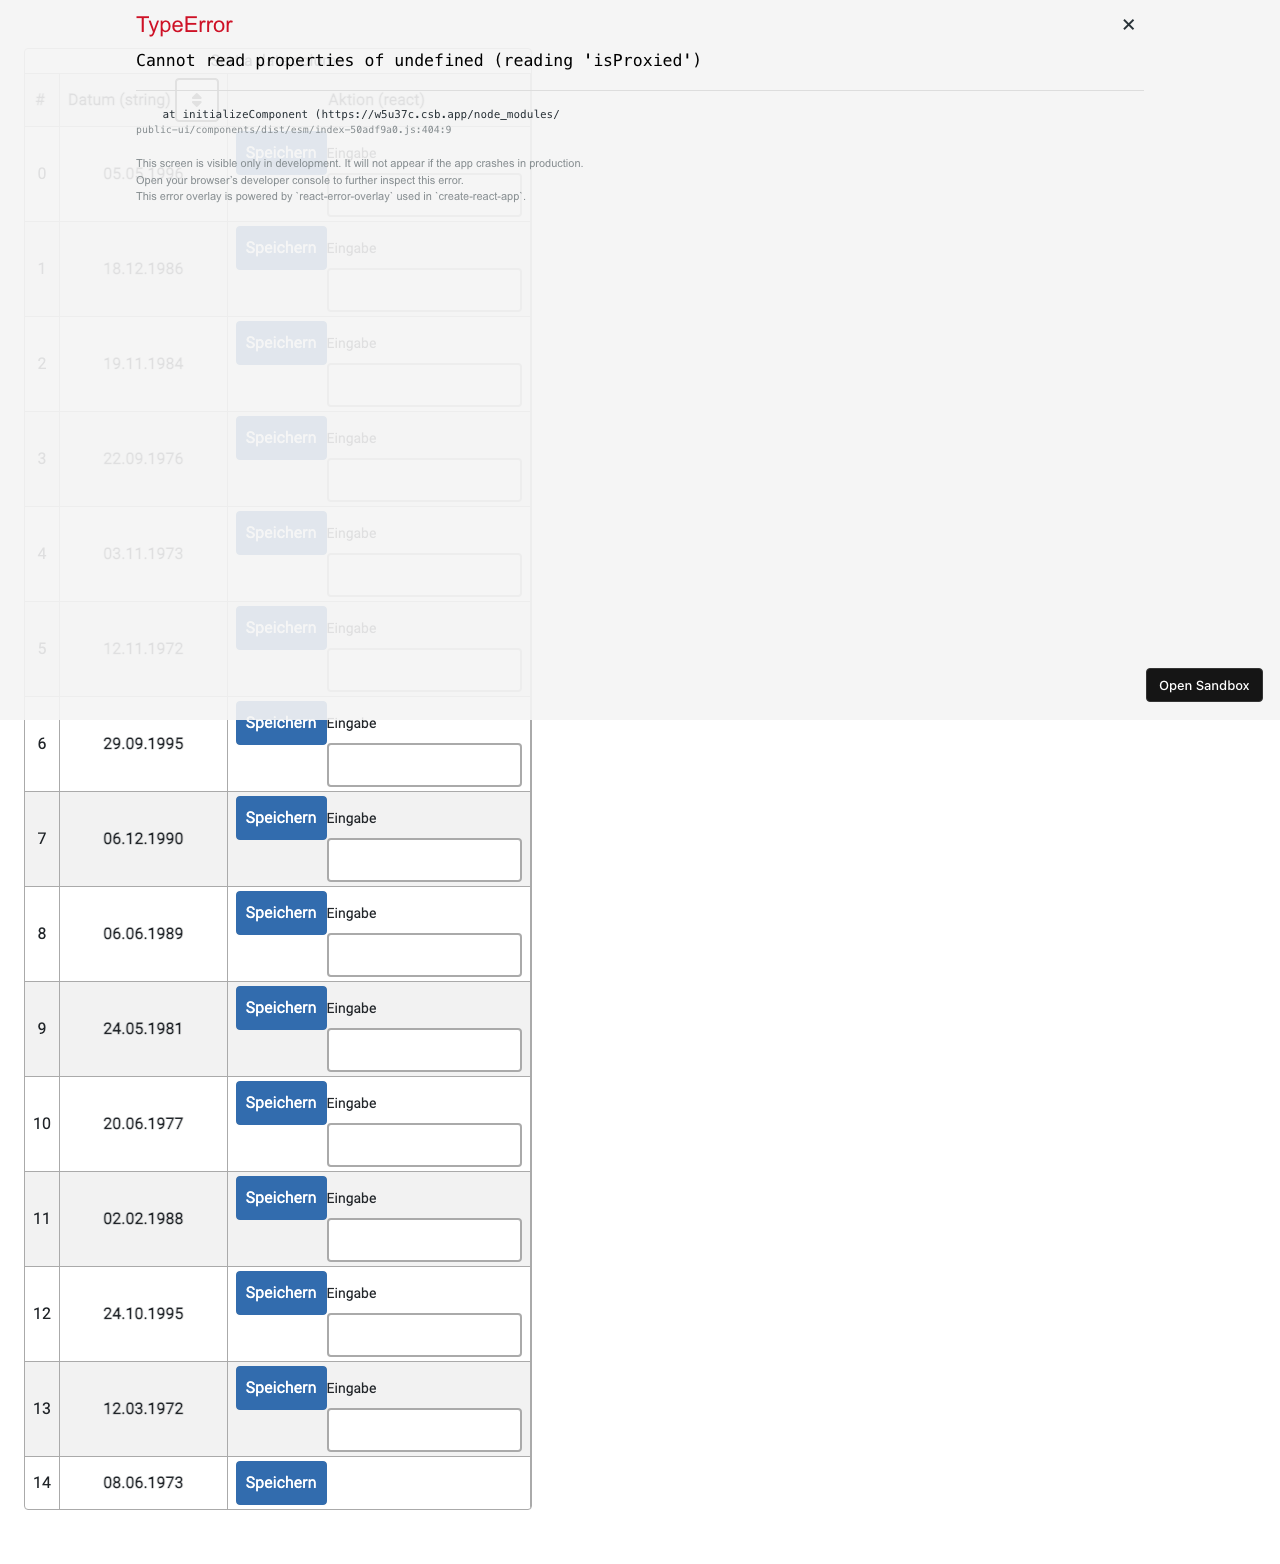 TypeError
✕
Cannot read properties of undefined (reading 'isProxied')
# Datum (string) Aktion (react)
at initializeComponent (https://w5u37c.csb.app/node_modules/
public-ui/components/dist/esm/index-50adf9a0.js:404:9
This screen is visible only in development. It will not appear if the app crashes in production.
Open your browser's developer console to further inspect this error.
This error overlay is powered by `react-error-overlay` used in `create-react-app`.
0 05.05.1996 Speichern Eingabe
1 18.12.1986 Speichern Eingabe
2 19.11.1984 Speichern Eingabe
3 22.09.1976 Speichern Eingabe
4 03.11.1973 Speichern Eingabe
5 12.11.1972 Speichern Eingabe
Open Sandbox
6 29.09.1995 Speichern Eingabe
7 06.12.1990 Speichern Eingabe
8 06.06.1989 Speichern Eingabe
9 24.05.1981 Speichern Eingabe
10 20.06.1977 Speichern Eingabe
11 02.02.1988 Speichern Eingabe
12 24.10.1995 Speichern Eingabe
13 12.03.1972 Speichern Eingabe
14 08.06.1973 Speichern